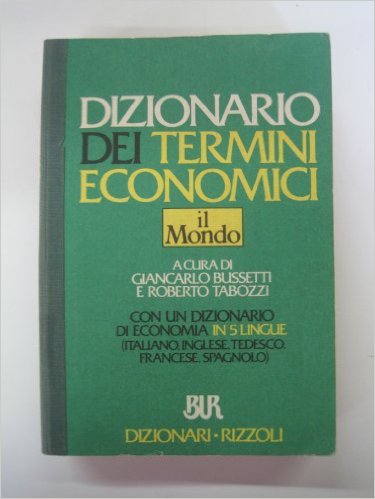 DIZIONARIO
DEI TERMINI
ECONOMICI
il
Mondo
A CURA DI
GIANCARLO BUSSETTI
E ROBERTO TABOZZI
CON UN DIZIONARIO
DI ECONOMIA IN 5 LINGUE
(ITALIANO, INGLESE, TEDESCO,
FRANCESE, SPAGNOLO)
BUR
DIZIONARI • RIZZOLI